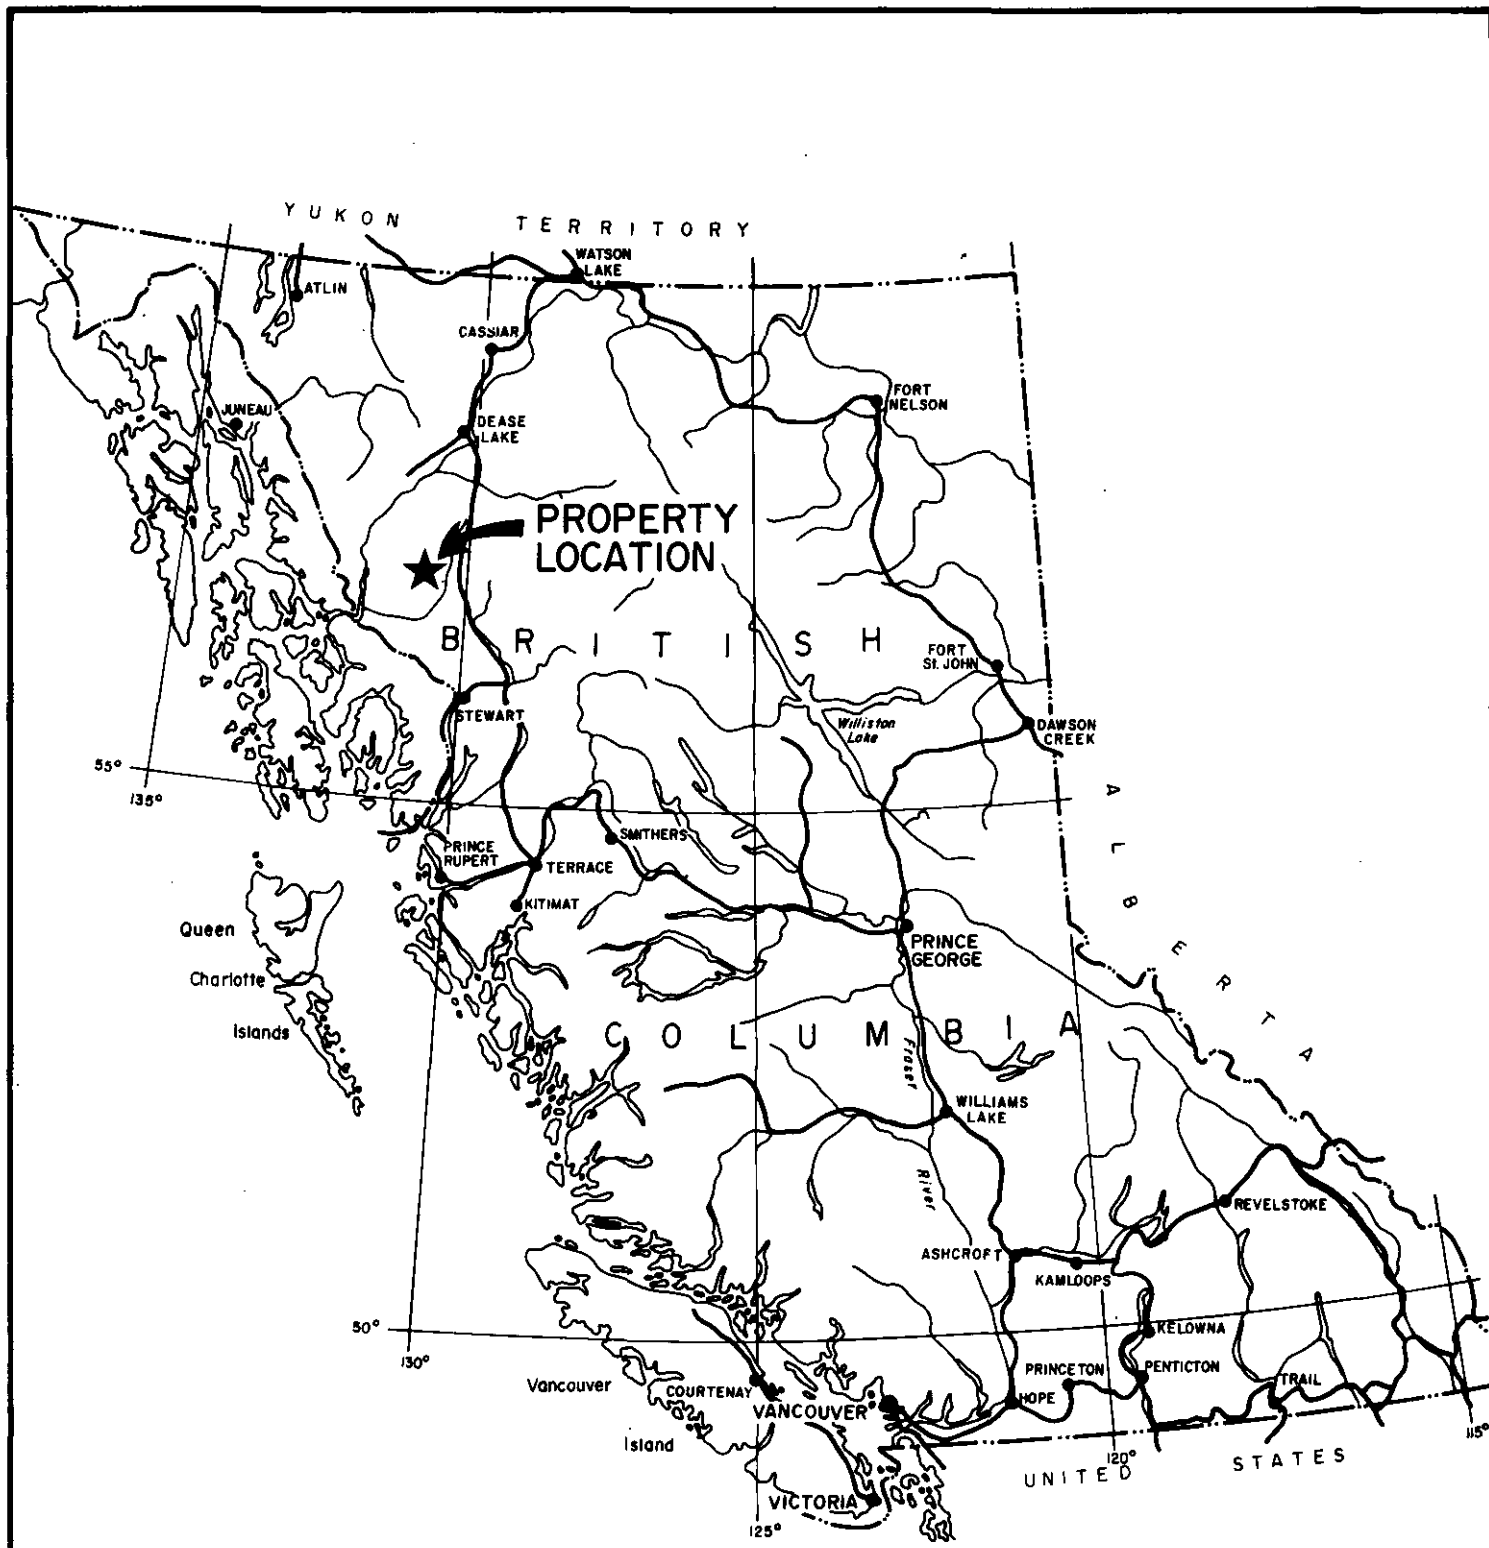 YUKON TERRITORY
WATSON
LAKE
ATLIN
CASSIAR
JUNEAU
DEASE
LAKE
FORT
NELSON
PROPERTY
LOCATION
BRITISH
FORT
St. JOHN
STEWART
Williston
Lake
DAWSON
CREEK
55°
135°
ALBERTA
SMITHERS
PRINCE
RUPERT
TERRACE
KITIMAT
Queen
Charlotte
Islands
PRINCE
GEORGE
COLUMBIA
Fraser
River
WILLIAMS
LAKE
REVELSTOKE
ASHCROFT
KAMLOOPS
50°
130°
KELOWNA
PRINCETON
PENTICTON
Vancouver
Island
COURTENAY
VANCOUVER
HOPE
TRAIL
120°
115°
UNITED STATES
VICTORIA
125°